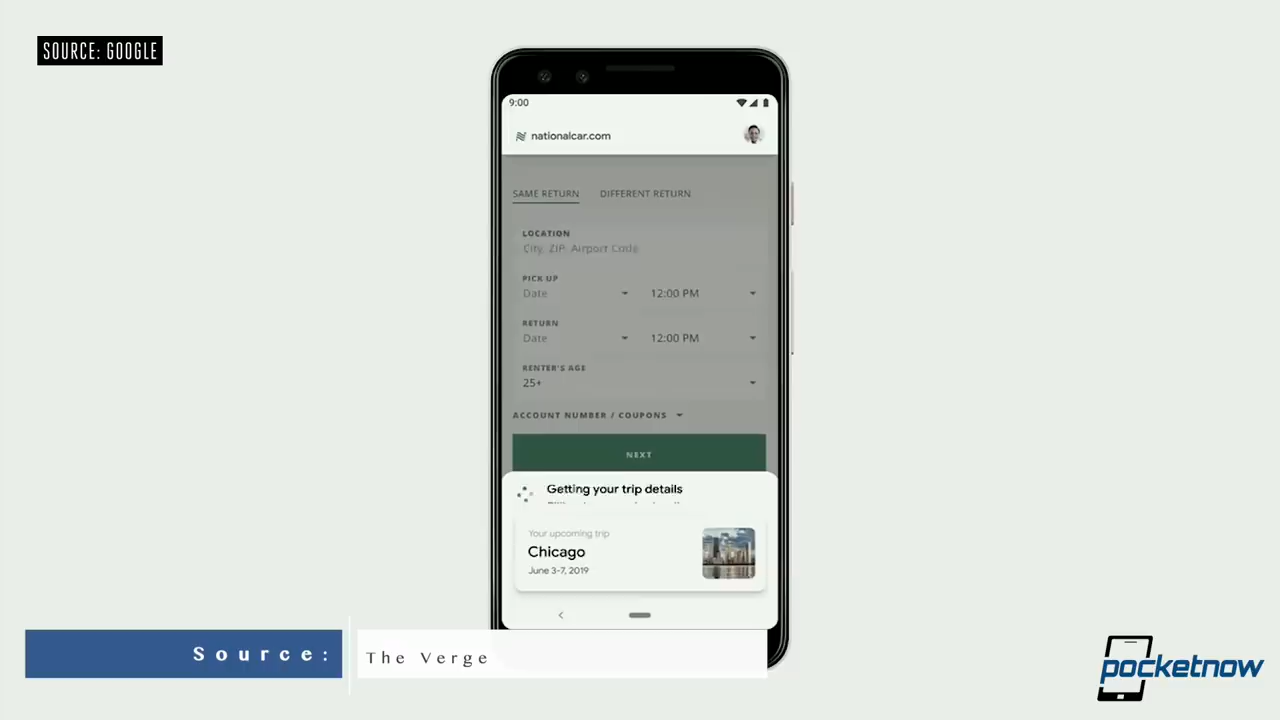 SOURCE: GOOGLE
9:00
nationalcar.com
SAME RETURN DIFFERENT RETURN
LOCATION
City, ZIP, Airport Code
PICK UP
Date 12:00 PM
RETURN
Date 12:00 PM
RENTER'S AGE
25+
ACCOUNT NUMBER / COUPONS
NEXT
Getting your trip details
Your upcoming trip
Chicago
June 3-7, 2019
Source: The Verge
pocketnow